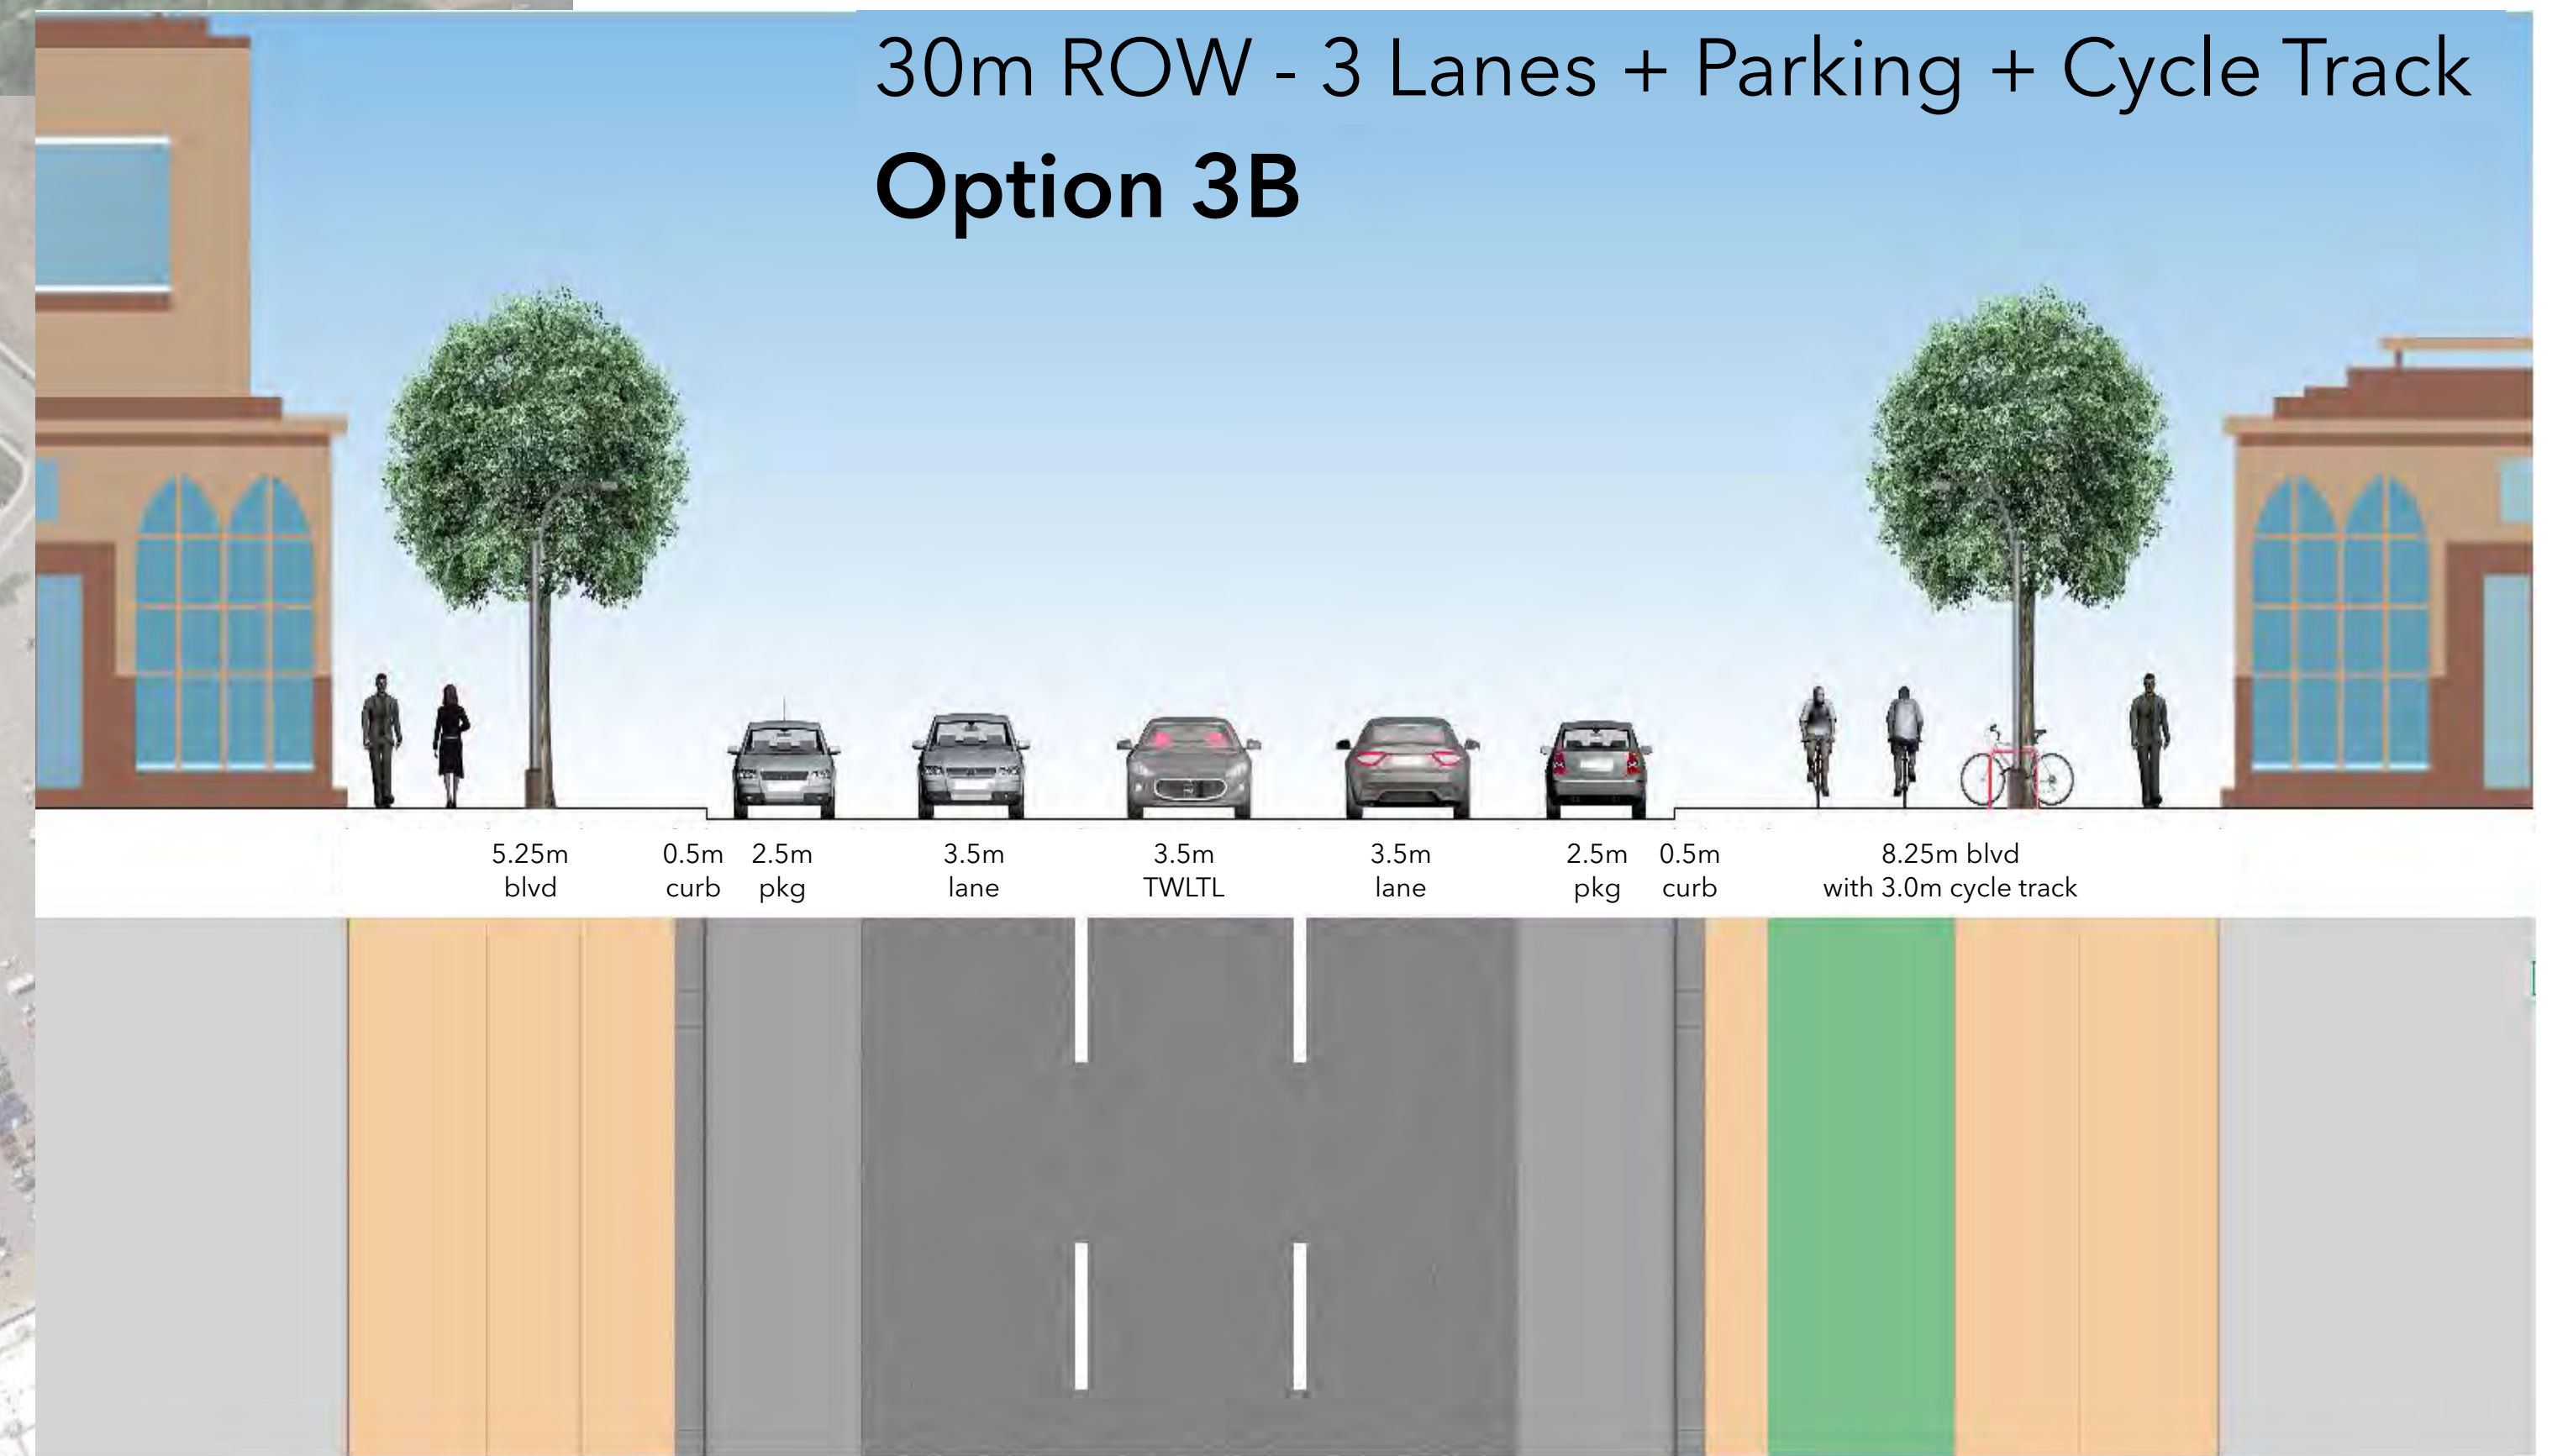 30m ROW - 3 Lanes + Parking + Cycle Track
Option 3B
5.25m
blvd
0.5m
curb
2.5m
pkg
3.5m
lane
3.5m
TWLTL
3.5m
lane
2.5m
pkg
0.5m
curb
8.25m blvd
with 3.0m cycle track